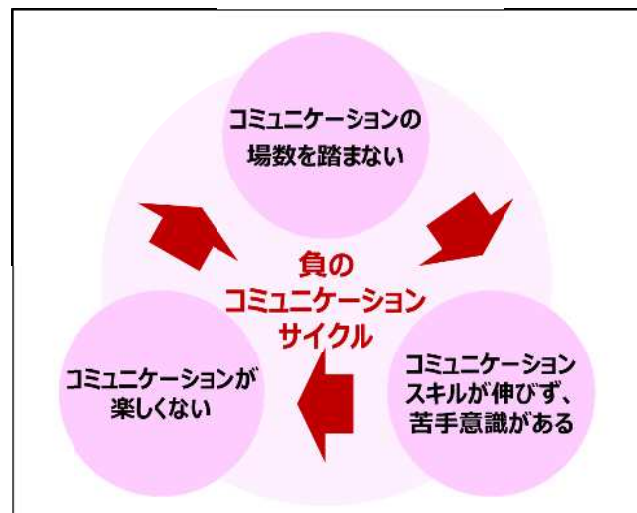 コミュニケーションの
場数を踏まない
負の
コミュニケーション
サイクル
コミュニケーションが
楽しくない
コミュニケーション
スキルが伸びず、
苦手意識がある